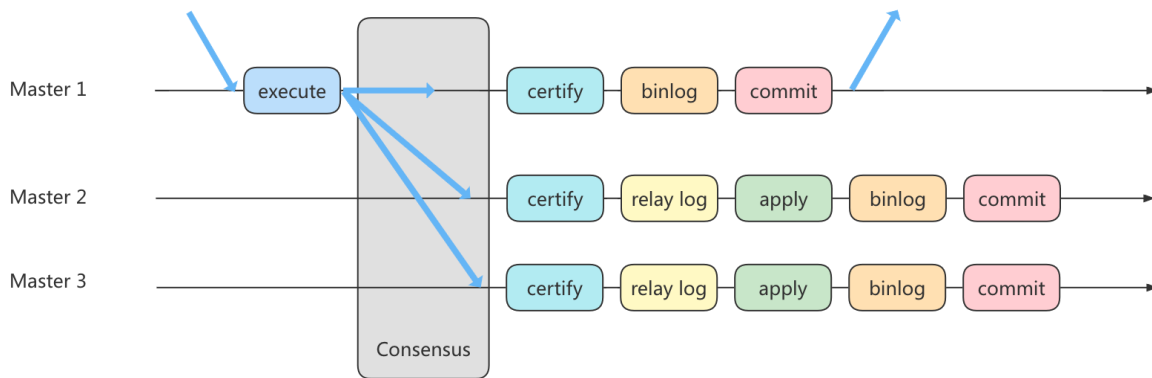 Master 1
execute
certify
binlog
commit
Master 2
certify
relay log
apply
binlog
commit
Master 3
certify
relay log
apply
binlog
commit
Consensus